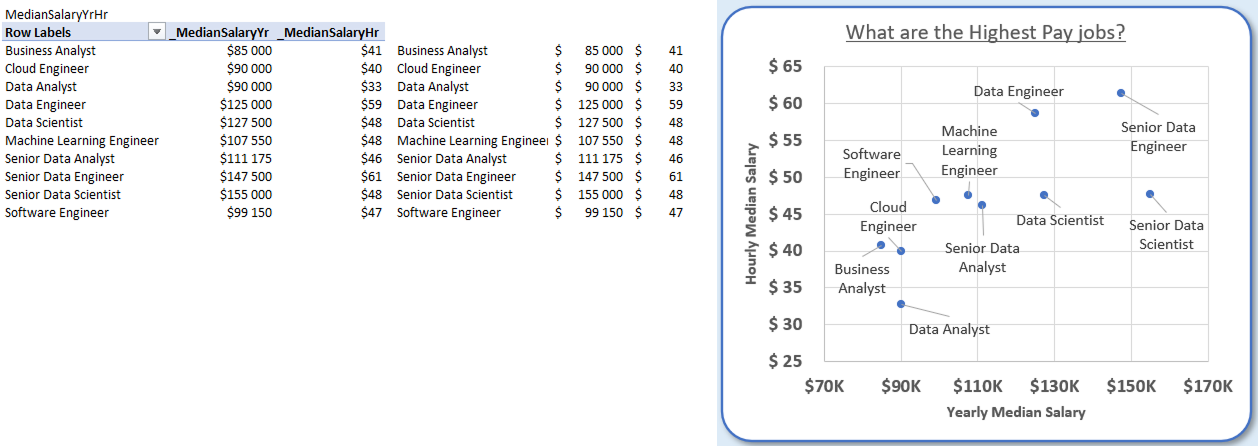 MedianSalaryYrHr
Row Labels _MedianSalaryYr _MedianSalaryHr
Business Analyst $85 000 $41 Business Analyst $ 85 000 $ 41
Cloud Engineer $90 000 $40 Cloud Engineer $ 90 000 $ 40
Data Analyst $90 000 $33 Data Analyst $ 90 000 $ 33
Data Engineer $125 000 $59 Data Engineer $ 125 000 $ 59
Data Scientist $127 500 $48 Data Scientist $ 127 500 $ 48
Machine Learning Engineer $107 550 $48 Machine Learning Engineer $ 107 550 $ 48
Senior Data Analyst $111 175 $46 Senior Data Analyst $ 111 175 $ 46
Senior Data Engineer $147 500 $61 Senior Data Engineer $ 147 500 $ 61
Senior Data Scientist $155 000 $48 Senior Data Scientist $ 155 000 $ 48
Software Engineer $99 150 $47 Software Engineer $ 99 150 $ 47
What are the Highest Pay jobs?
Hourly Median Salary
$ 65
$ 60
$ 55
$ 50
$ 45
$ 40
$ 35
$ 30
$ 25
Data Engineer
Senior Data
Engineer
Machine
Learning
Engineer
Software
Engineer
Cloud
Engineer
Data Scientist
Senior Data
Scientist
Senior Data
Analyst
Business
Analyst
Data Analyst
$70K $90K $110K $130K $150K $170K
Yearly Median Salary